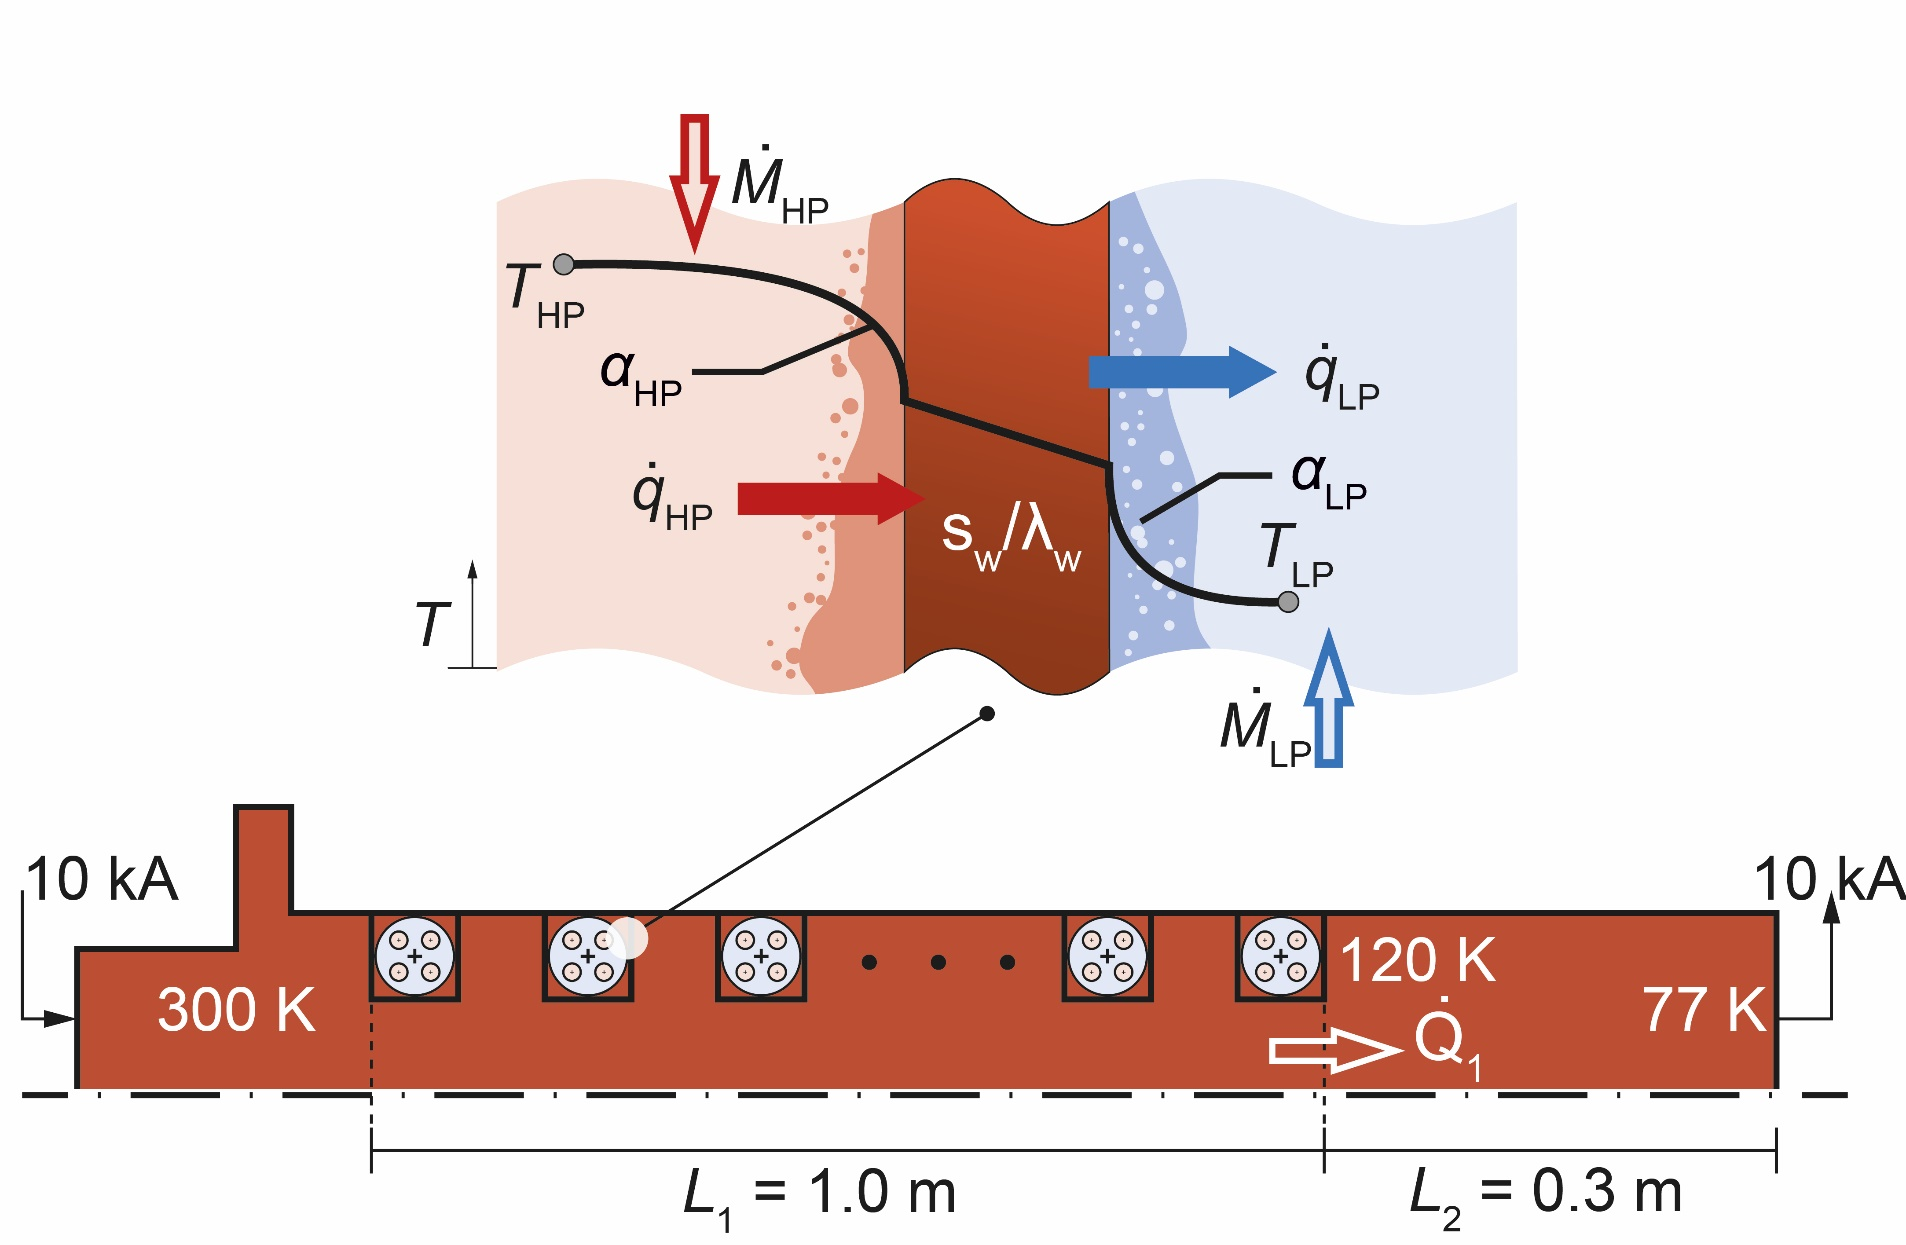 Ṁ_HP
T_HP
α_HP
q̇_LP
q̇_HP
α_LP
s_w/λ_w
T_LP
T
Ṁ_LP
10 kA
10 kA
300 K
120 K
77 K
Q̇_1
L_1 = 1.0 m
L_2 = 0.3 m